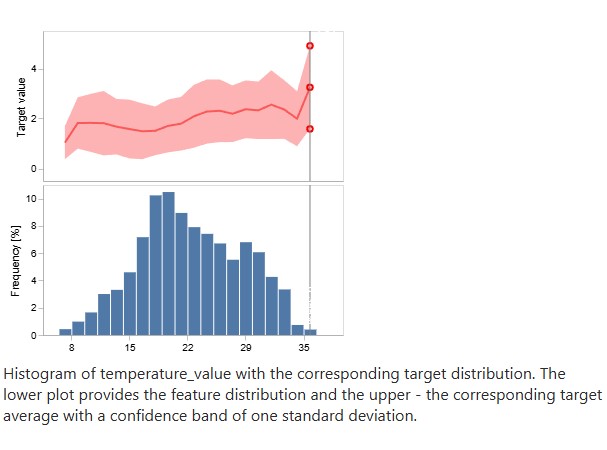 Target value
4
2
0
Frequency [%]
10
8
6
4
2
0
8 15 22 29 35
Histogram of temperature_value with the corresponding target distribution. The
lower plot provides the feature distribution and the upper - the corresponding target
average with a confidence band of one standard deviation.